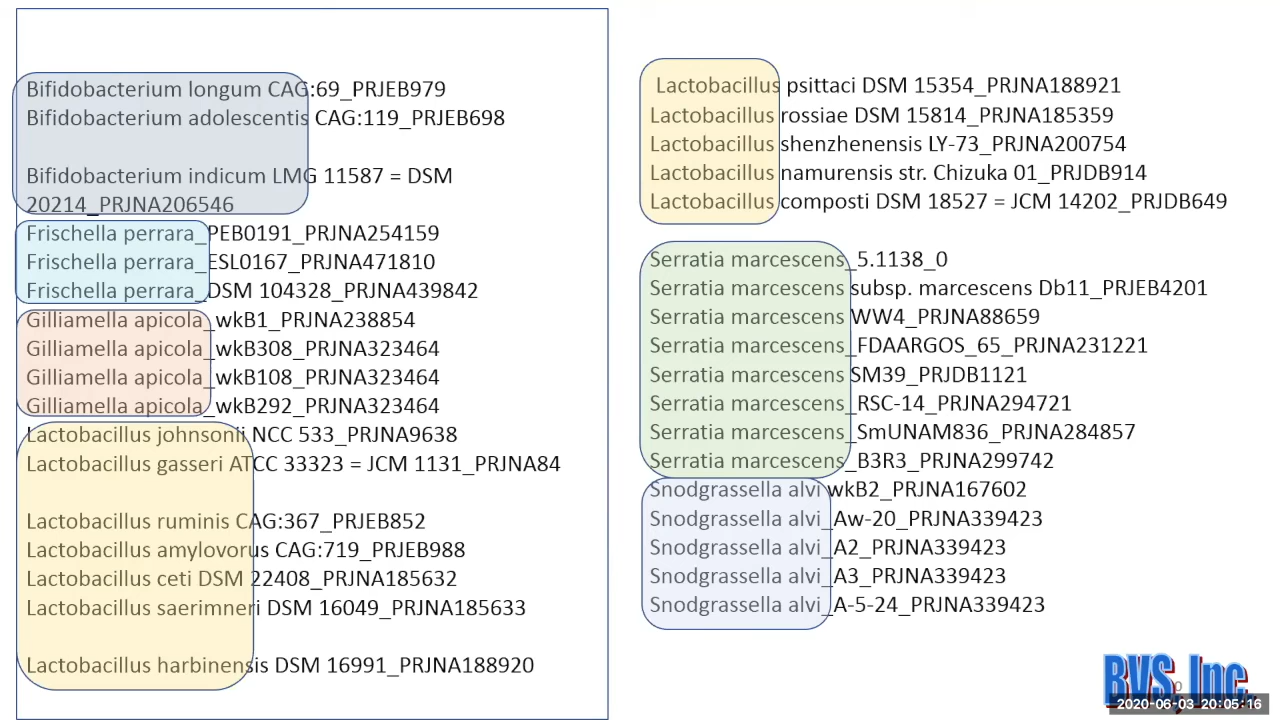 Bifidobacterium longum CAG:69_PRJEB979
Bifidobacterium adolescentis CAG:119_PRJEB698
Bifidobacterium indicum LMG 11587 = DSM
20214_PRJNA206546
Frischella perrara_PEB0191_PRJNA254159
Frischella perrara_ESL0167_PRJNA471810
Frischella perrara_DSM 104328_PRJNA439842
Gilliamella apicola_wkB1_PRJNA238854
Gilliamella apicola_wkB308_PRJNA323464
Gilliamella apicola_wkB108_PRJNA323464
Gilliamella apicola_wkB292_PRJNA323464
Lactobacillus johnsonii NCC 533_PRJNA9638
Lactobacillus gasseri ATCC 33323 = JCM 1131_PRJNA84
Lactobacillus ruminis CAG:367_PRJEB852
Lactobacillus amylovorus CAG:719_PRJEB988
Lactobacillus ceti DSM 22408_PRJNA185632
Lactobacillus saerimneri DSM 16049_PRJNA185633
Lactobacillus harbinensis DSM 16991_PRJNA188920
Lactobacillus psittaci DSM 15354_PRJNA188921
Lactobacillus rossiae DSM 15814_PRJNA185359
Lactobacillus shenzhenensis LY-73_PRJNA200754
Lactobacillus namurensis str. Chizuka 01_PRJDB914
Lactobacillus composti DSM 18527 = JCM 14202_PRJDB649
Serratia marcescens_5.1138_0
Serratia marcescens subsp. marcescens Db11_PRJEB4201
Serratia marcescens WW4_PRJNA88659
Serratia marcescens_FDAARGOS_65_PRJNA231221
Serratia marcescens SM39_PRJDB1121
Serratia marcescens_RSC-14_PRJNA294721
Serratia marcescens_SmUNAM836_PRJNA284857
Serratia marcescens_B3R3_PRJNA299742
Snodgrassella alvi wkB2_PRJNA167602
Snodgrassella alvi_Aw-20_PRJNA339423
Snodgrassella alvi_A2_PRJNA339423
Snodgrassella alvi_A3_PRJNA339423
Snodgrassella alvi_A-5-24_PRJNA339423
BVS, Inc.
2020-06-03 20:05:16